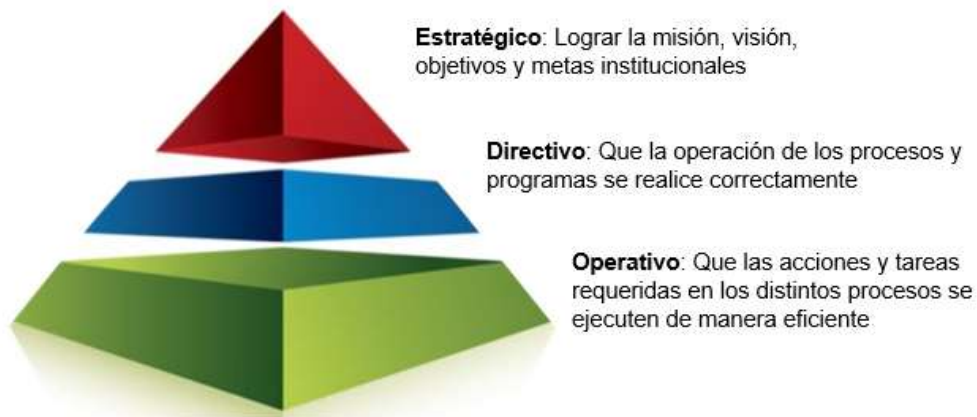 Estratégico: Lograr la misión, visión,
objetivos y metas institucionales
Directivo: Que la operación de los procesos y
programas se realice correctamente
Operativo: Que las acciones y tareas
requeridas en los distintos procesos se
ejecuten de manera eficiente